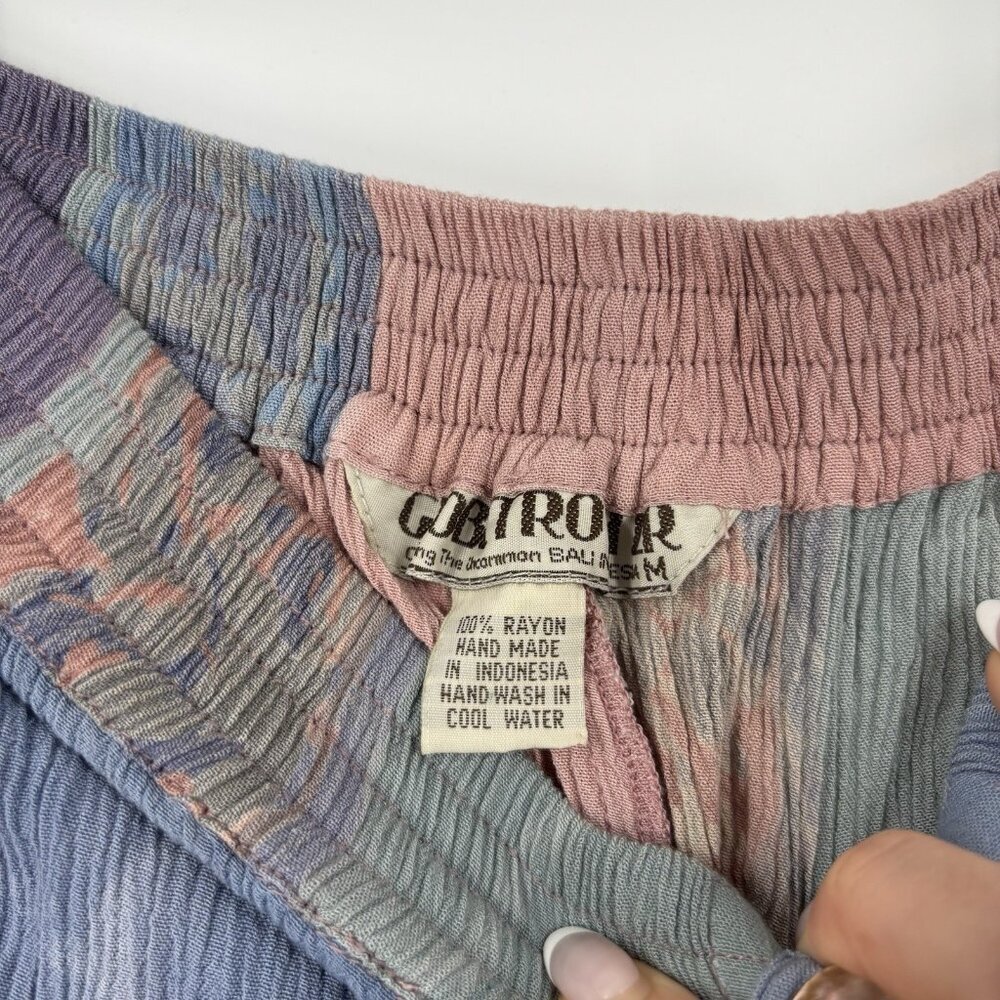 The Uncommon BALI M
100% RAYON
HAND MADE
IN INDONESIA
HAND WASH IN
COOL WATER